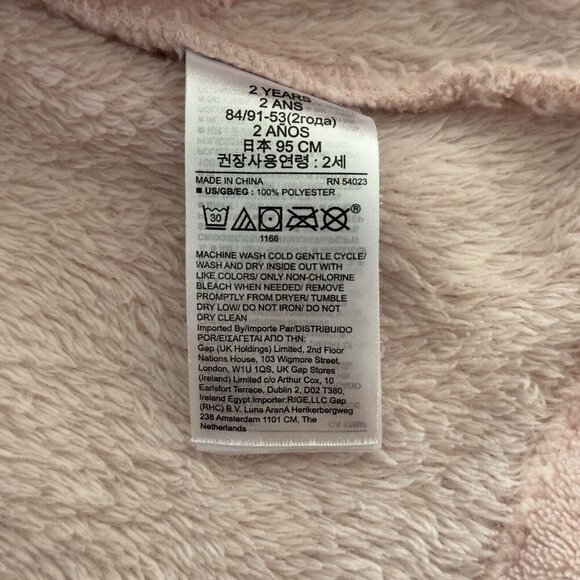 2 YEARS
2 ANS
84/91-53(2года)
2 AÑOS
日本 95 CM
권장사용연령 : 2세
MADE IN CHINA RN 54023
■ US/GB/EG : 100% POLYESTER
30 ®
1166
MACHINE WASH COLD GENTLE CYCLE/
WASH AND DRY INSIDE OUT WITH
LIKE COLORS/ ONLY NON-CHLORINE
BLEACH WHEN NEEDED/ REMOVE
PROMPTLY FROM DRYER/ TUMBLE
DRY LOW/ DO NOT IRON/ DO NOT
DRY CLEAN
Imported By/Importe Par/DISTRIBUIDO
POR/ΕΙΣΑΓΕΤΑΙ ΑΠΟ ΤΗΝ:
Gap (UK Holdings) Limited, 2nd Floor
Nations House, 103 Wigmore Street,
London, W1U 1QS, UK Gap Stores
(Ireland) Limited c/o Arthur Cox, 10
Earlsfort Terrace, Dublin 2, D02 T380,
Ireland Egypt Importer:RIGE,LLC Gap
(RHC) B.V. Luna ArenA Herikerbergweg
238 Amsterdam 1101 CM, The
Netherlands